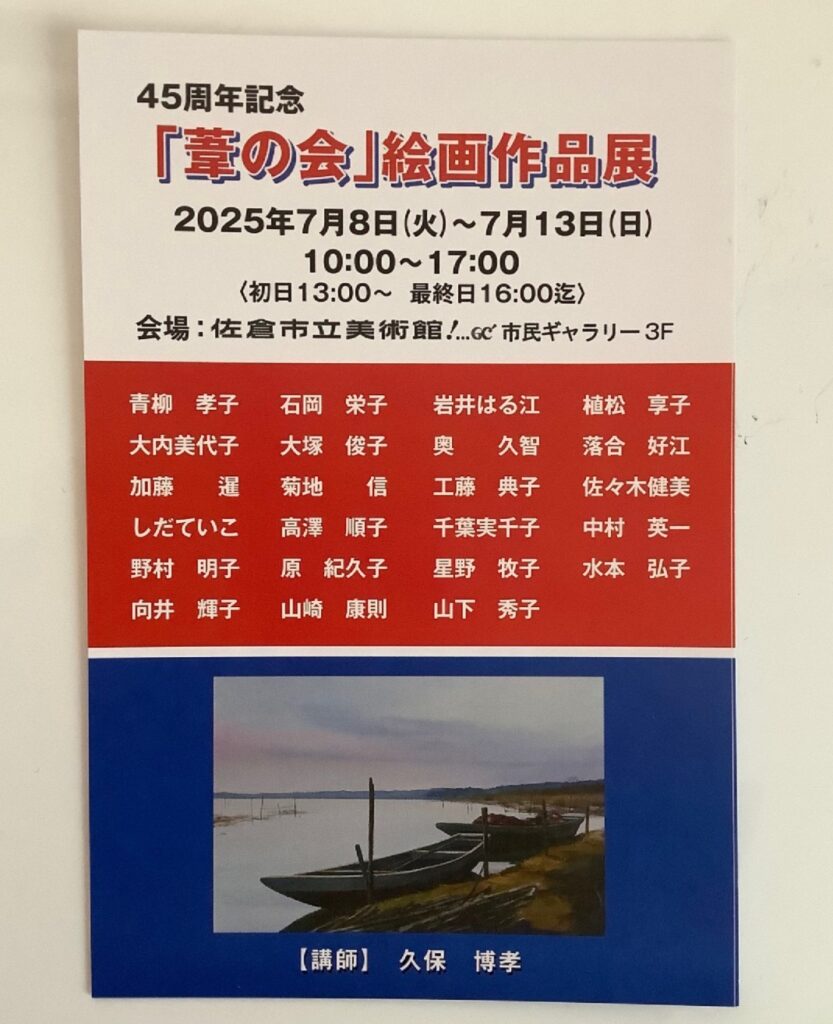 45周年記念
「葦の会」絵画作品展
2025年7月8日(火)～7月13日(日)
10:00～17:00
〈初日13:00～ 最終日16:00迄〉
会場：佐倉市立美術館!...GC' 市民ギャラリー3F
青柳 孝子 石岡 栄子 岩井はる江 植松 享子
大内美代子 大塚 俊子 奥 久智 落合 好江
加藤 暹 菊地 信 工藤 典子 佐々木健美
しだていこ 高澤 順子 千葉実千子 中村 英一
野村 明子 原 紀久子 星野 牧子 水本 弘子
向井 輝子 山崎 康則 山下 秀子
【講師】 久保 博孝